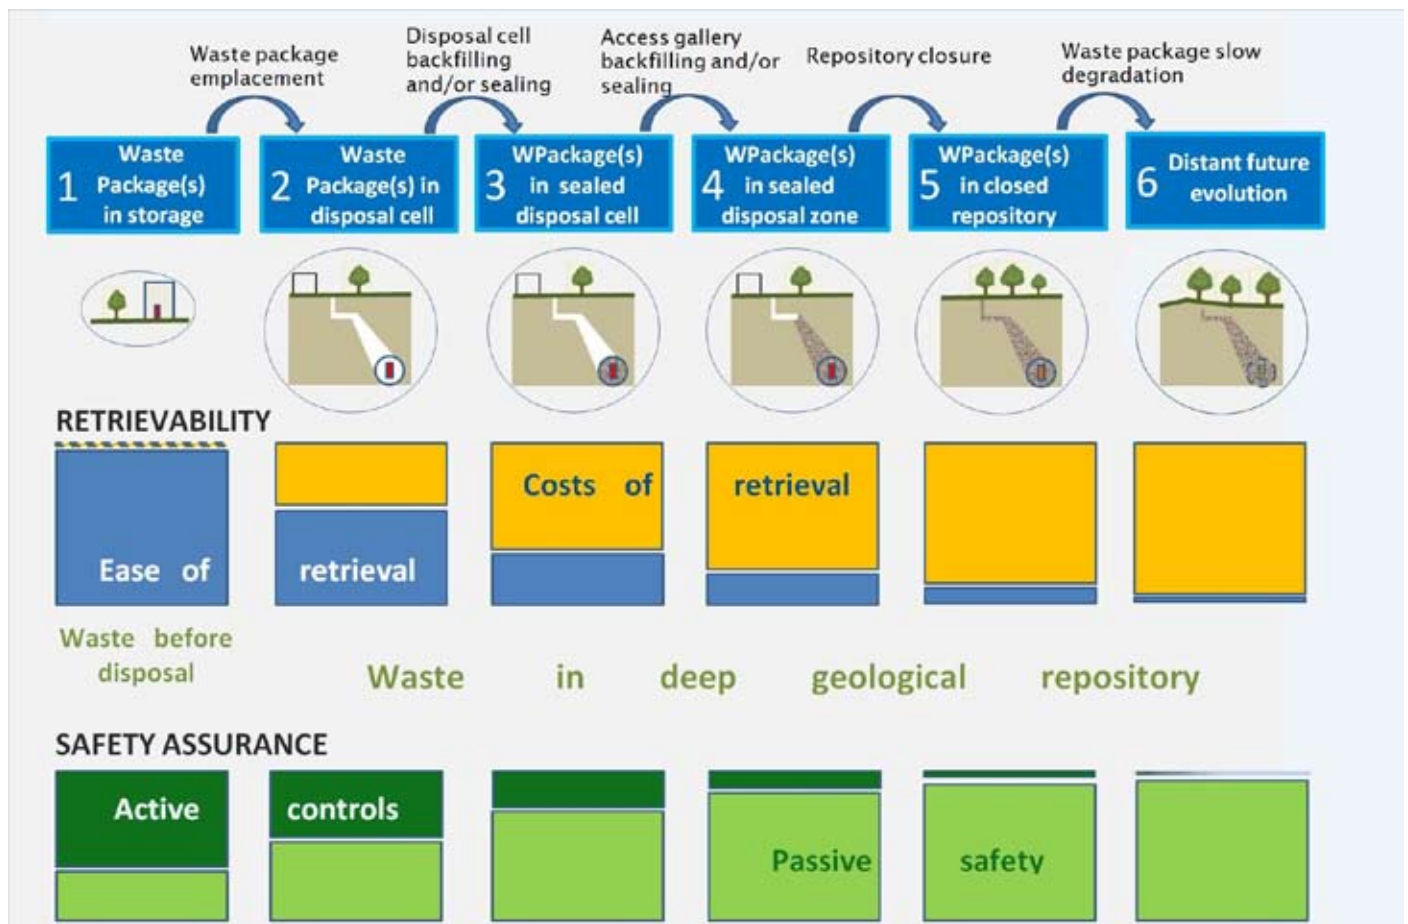 Waste package
emplacement
Disposal cell
backfilling
and/or sealing
Access gallery
backfilling and/or
sealing
Repository closure
Waste package slow
degradation
1 Waste
Package(s)
in storage
2 Waste
Package(s) in
disposal cell
3 WPackage(s)
in sealed
disposal cell
4 WPackage(s)
in sealed
disposal zone
5 WPackage(s)
in closed
repository
6 Distant future
evolution
RETRIEVABILITY
Costs of retrieval
Ease of retrieval
Waste before
disposal
Waste in deep geological repository
SAFETY ASSURANCE
Active controls
Passive safety